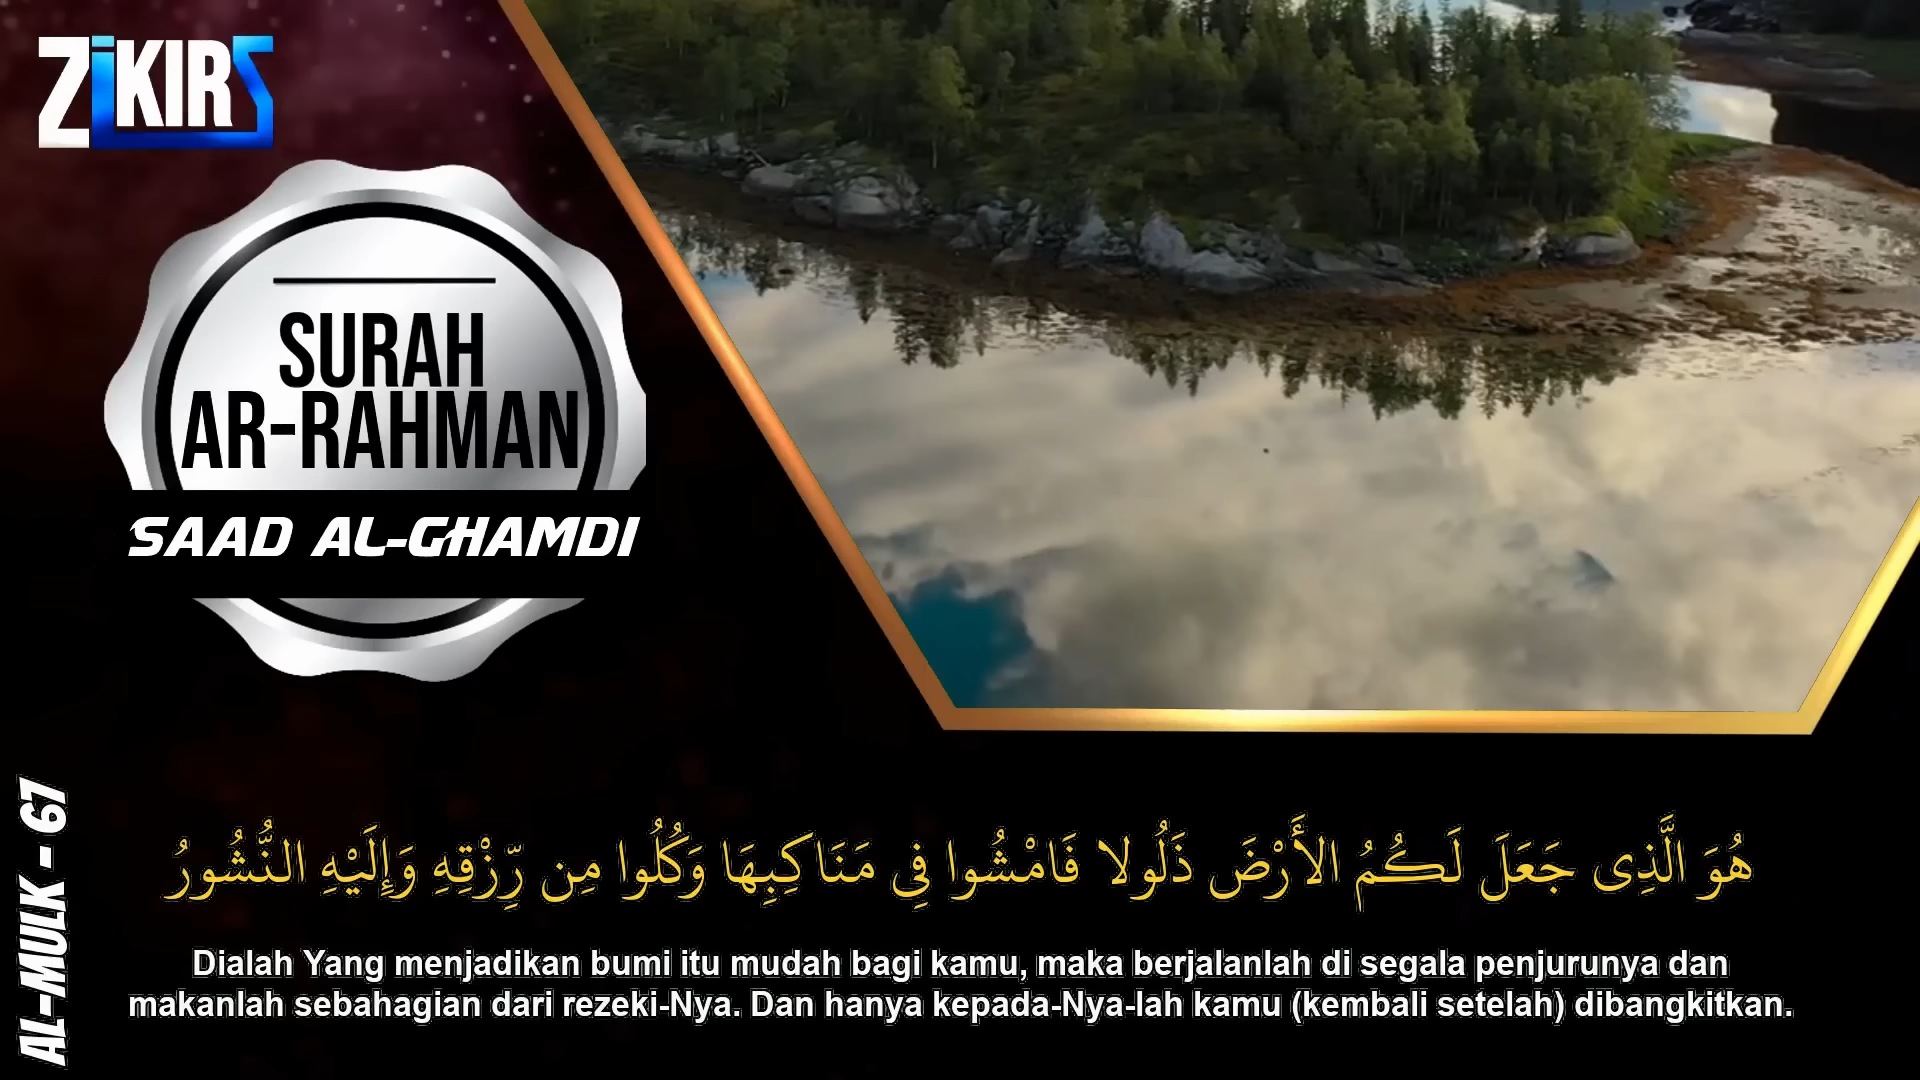 ZIKIRS
SURAH
AR-RAHMAN
SAAD AL-GHAMDI
AL-MULK - 67
هُوَ الَّذِى جَعَلَ لَكُمُ الأَرْضَ ذَلُولا فَامْشُوا فِى مَنَاكِبِهَا وَكُلُوا مِن رِّزْقِهِ وَإِلَيْهِ النُّشُورُ
Dialah Yang menjadikan bumi itu mudah bagi kamu, maka berjalanlah di segala penjurunya dan
makanlah sebahagian dari rezeki-Nya. Dan hanya kepada-Nya-lah kamu (kembali setelah) dibangkitkan.